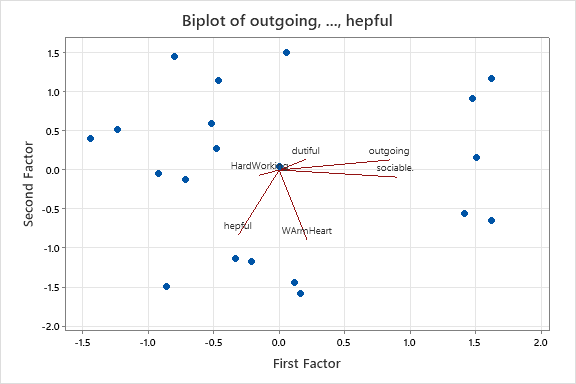 Biplot of outgoing, ..., hepful
1.5
1.0
0.5
0.0
-0.5
-1.0
-1.5
-2.0
Second Factor
dutiful
outgoing
HardWorking
sociable.
hepful
WArmHeart
-1.5 -1.0 -0.5 0.0 0.5 1.0 1.5 2.0
First Factor